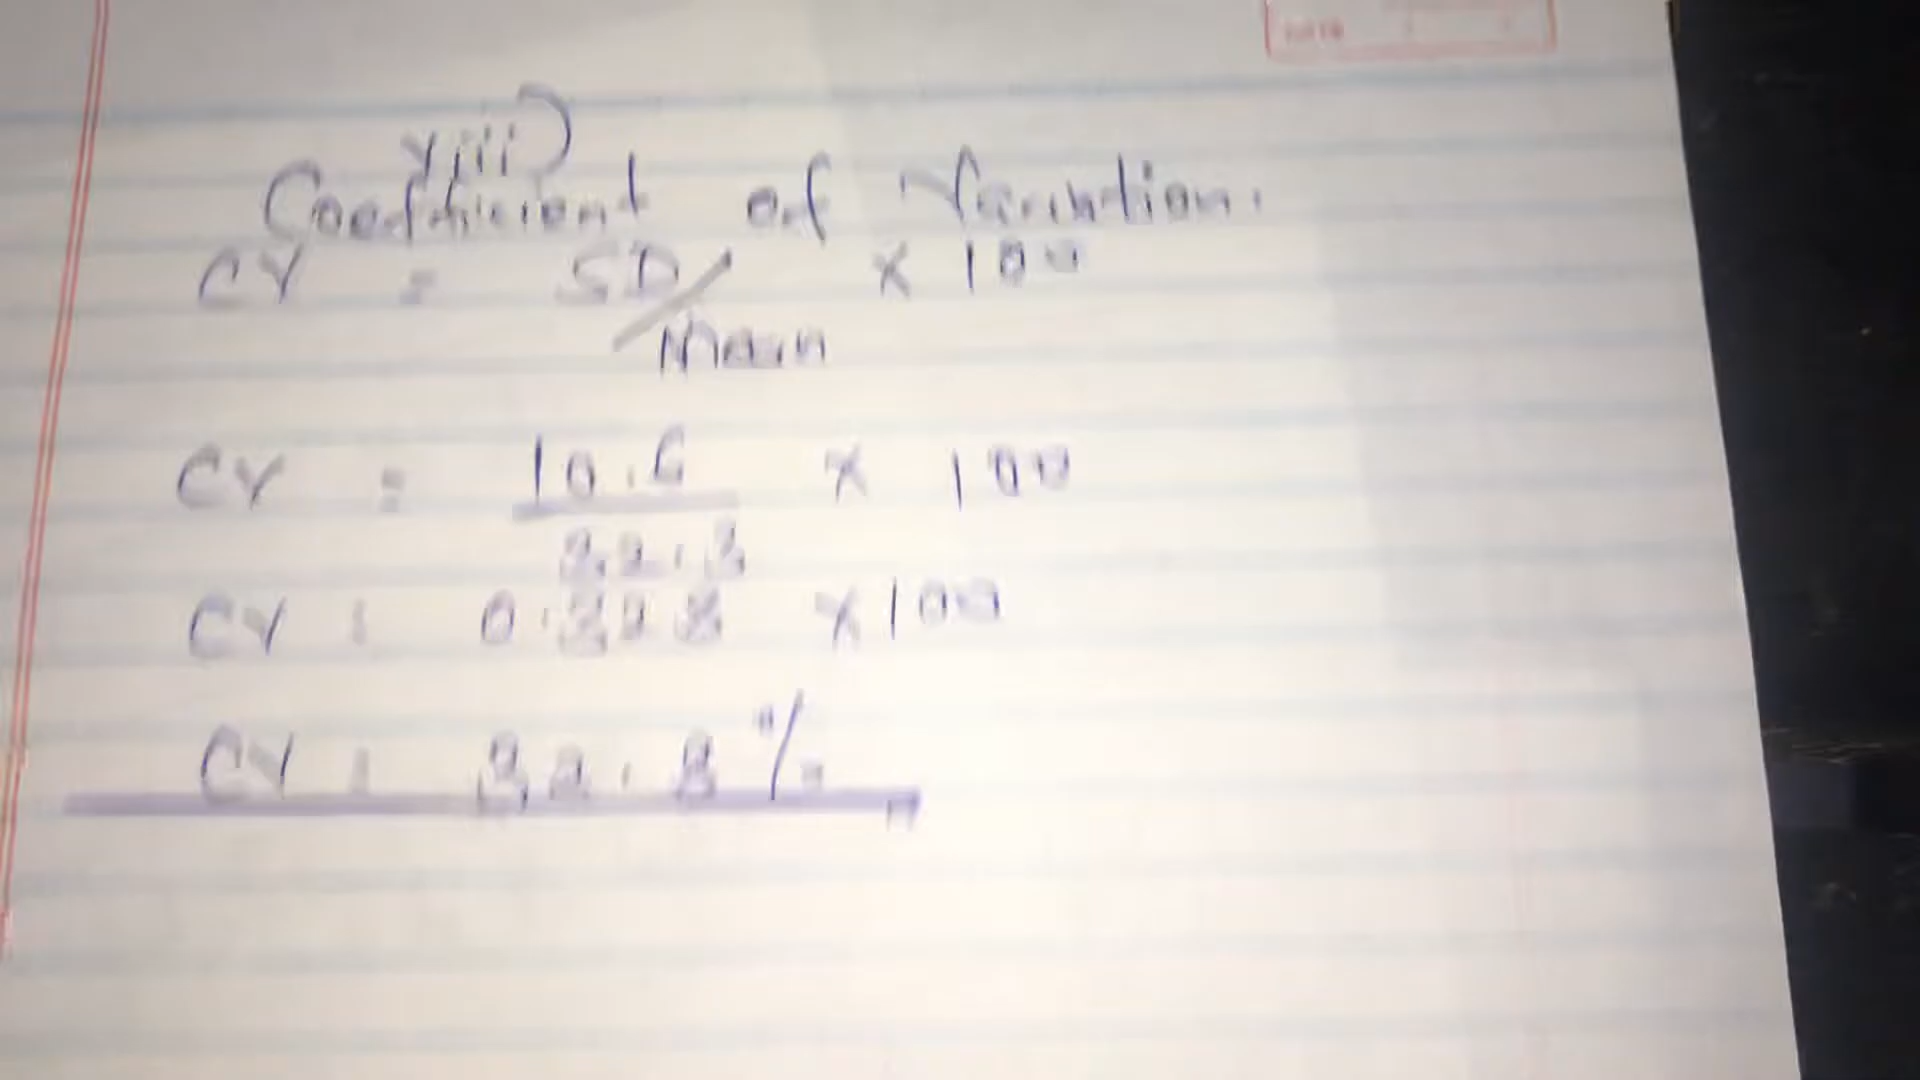 viii)
Coefficient of Variation.
CV = SD/Mean × 100
CV = 10.6 × 100
32.3
CV = 0.328 × 100
CV = 32.8%
DATE